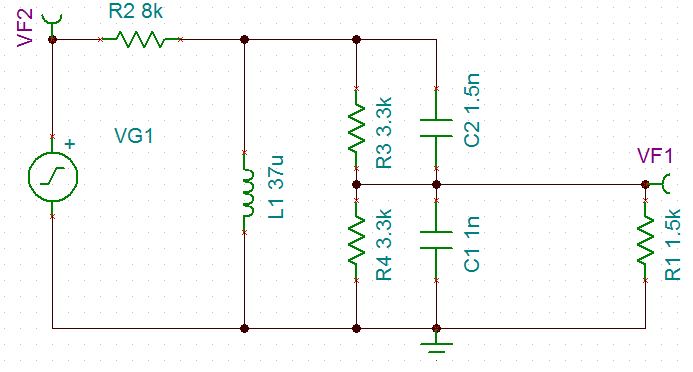 VF2
R2 8k
VG1
+
L1 37u
R3 3.3k
C2 1.5n
R4 3.3k
C1 1n
VF1
R1 1.5k